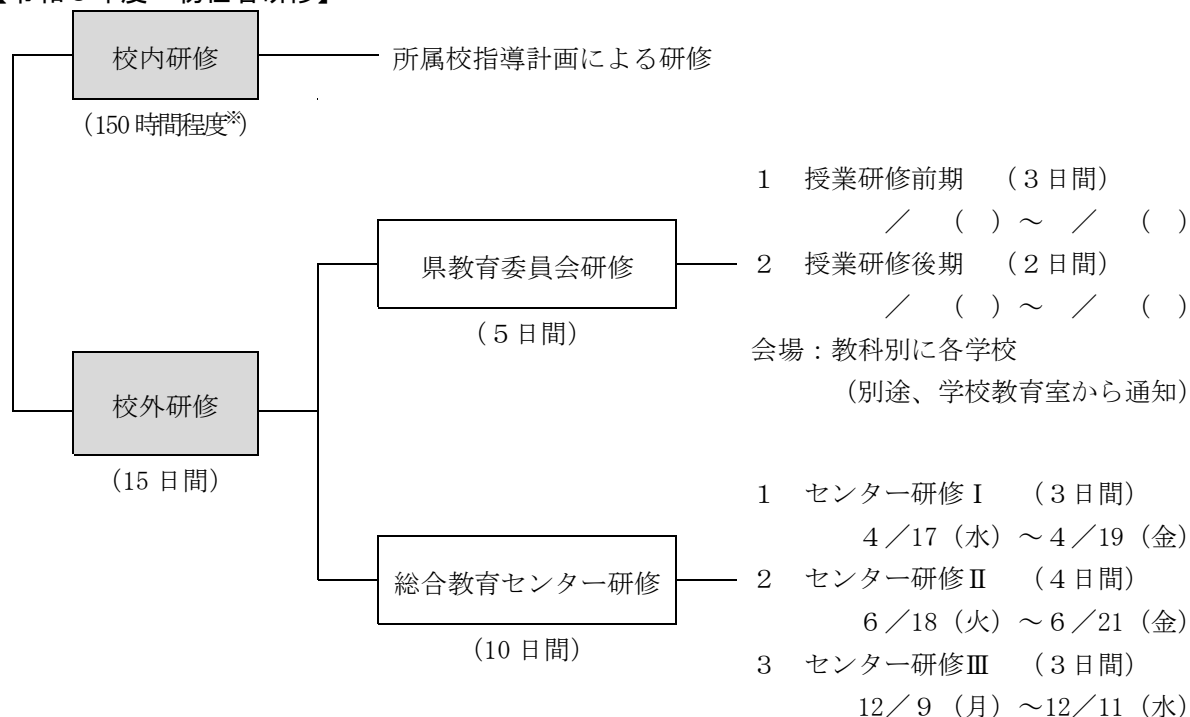 校内研修
所属校指導計画による研修
(150 時間程度※)
1 授業研修前期 (3日間)
／ ( ) ～ ／ ( )
県教育委員会研修
2 授業研修後期 (2日間)
(5日間)
／ ( ) ～ ／ ( )
会場：教科別に各学校
(別途、学校教育室から通知)
校外研修
(15 日間)
1 センター研修Ⅰ (3日間)
4／17 (水) ～4／19 (金)
総合教育センター研修
2 センター研修Ⅱ (4日間)
(10 日間)
6／18 (火) ～6／21 (金)
3 センター研修Ⅲ (3日間)
12／9 (月) ～12／11 (水)